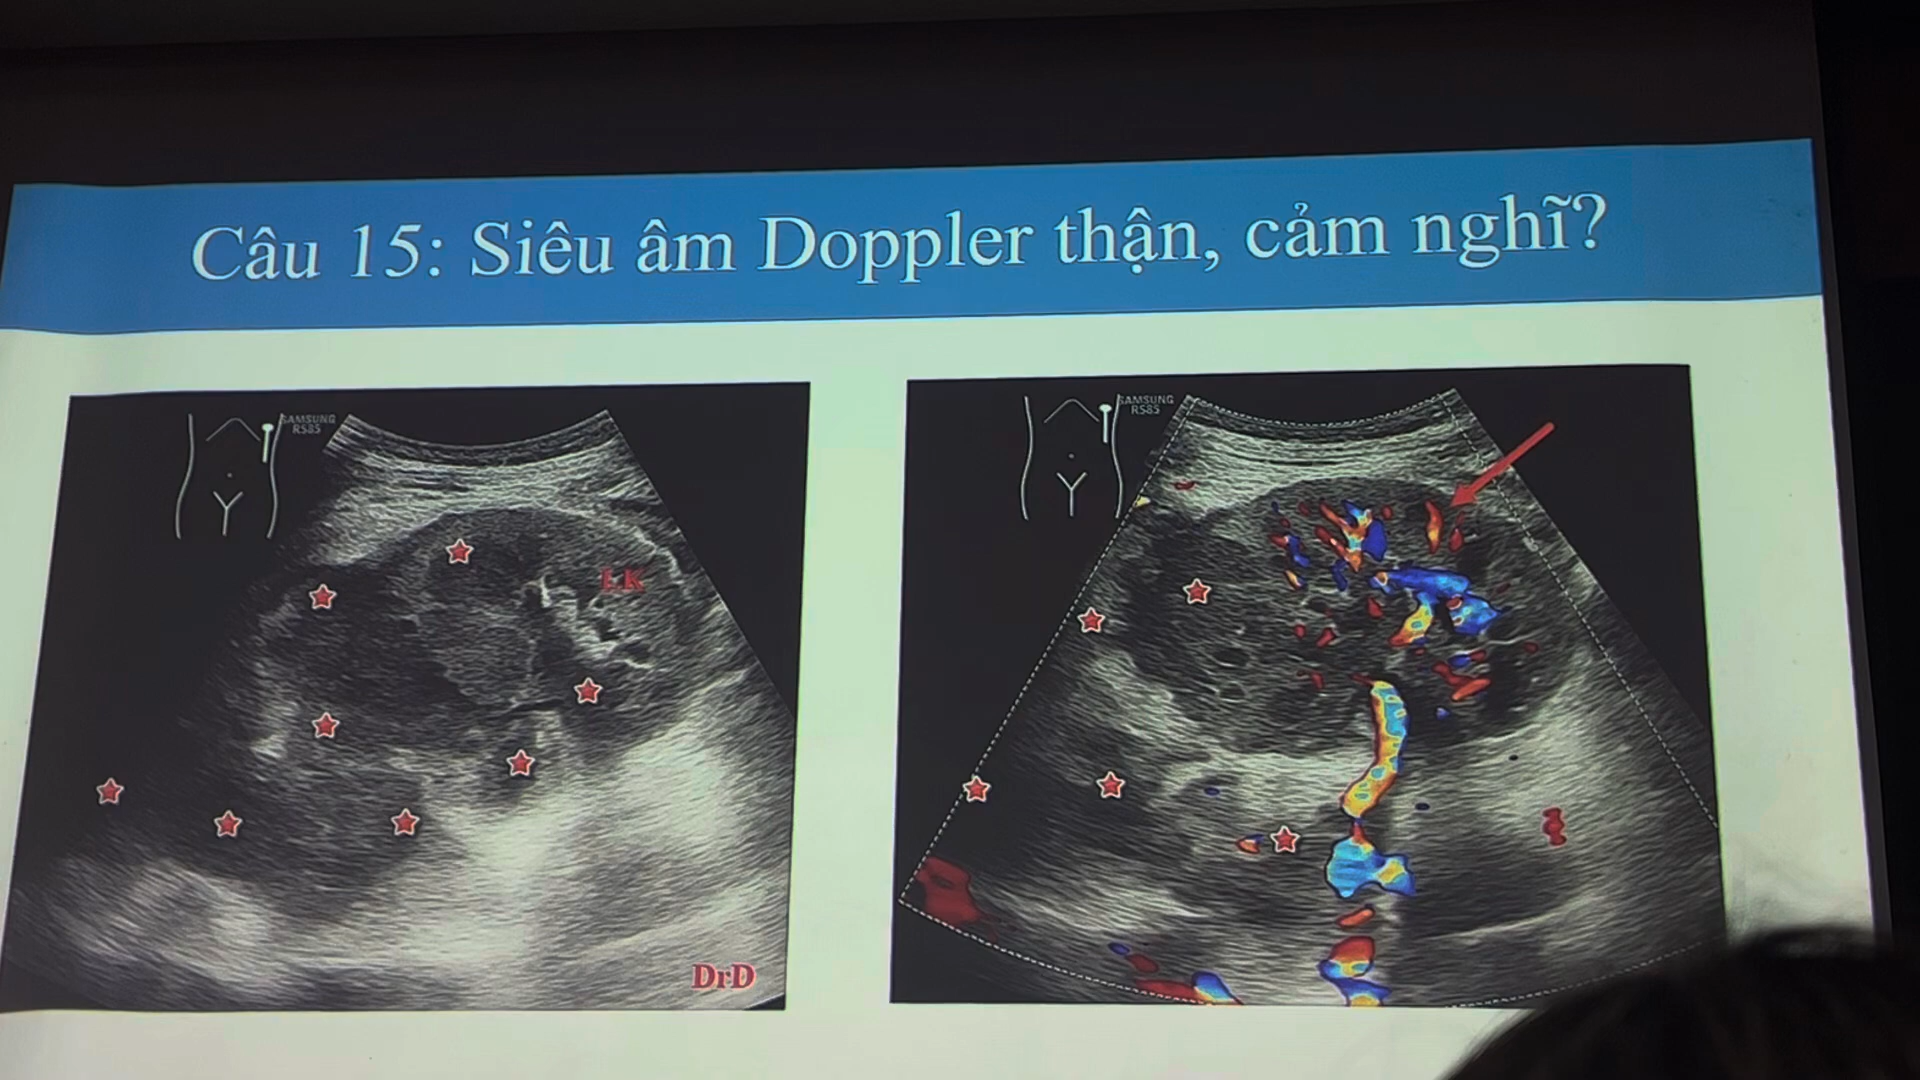 Câu 15: Siêu âm Doppler thận, cảm nghĩ?
SAMSUNG
RS85
SAMSUNG
RS85
LK
DrD